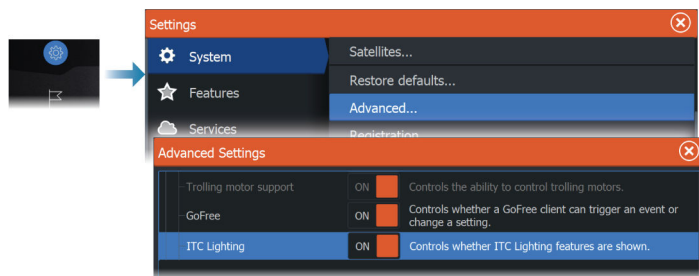 Settings
System
Satellites...
Restore defaults...
Features
Advanced...
Services
Registration
Advanced Settings
Trolling motor support ON Controls the ability to control trolling motors.
GoFree ON Controls whether a GoFree client can trigger an event or
change a setting.
ITC Lighting ON Controls whether ITC Lighting features are shown.